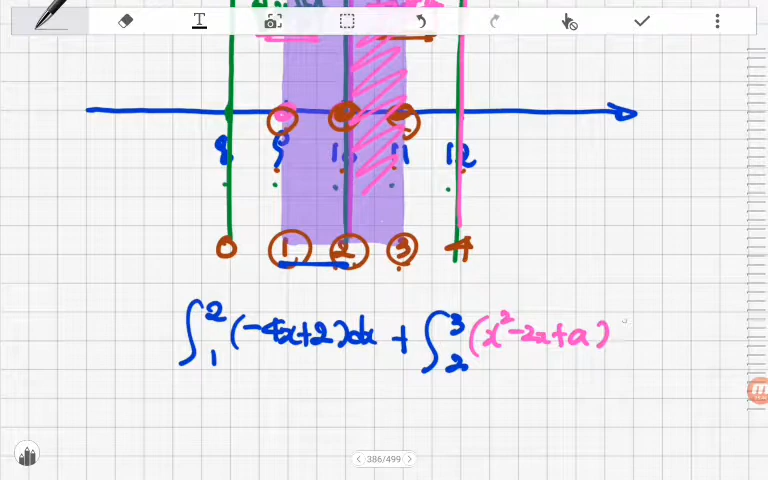 T
8 9 10 11 12
0 1 2 3 4
∫₁² (-4x+2)dx + ∫₂³ (x²-2x+a)
386/499